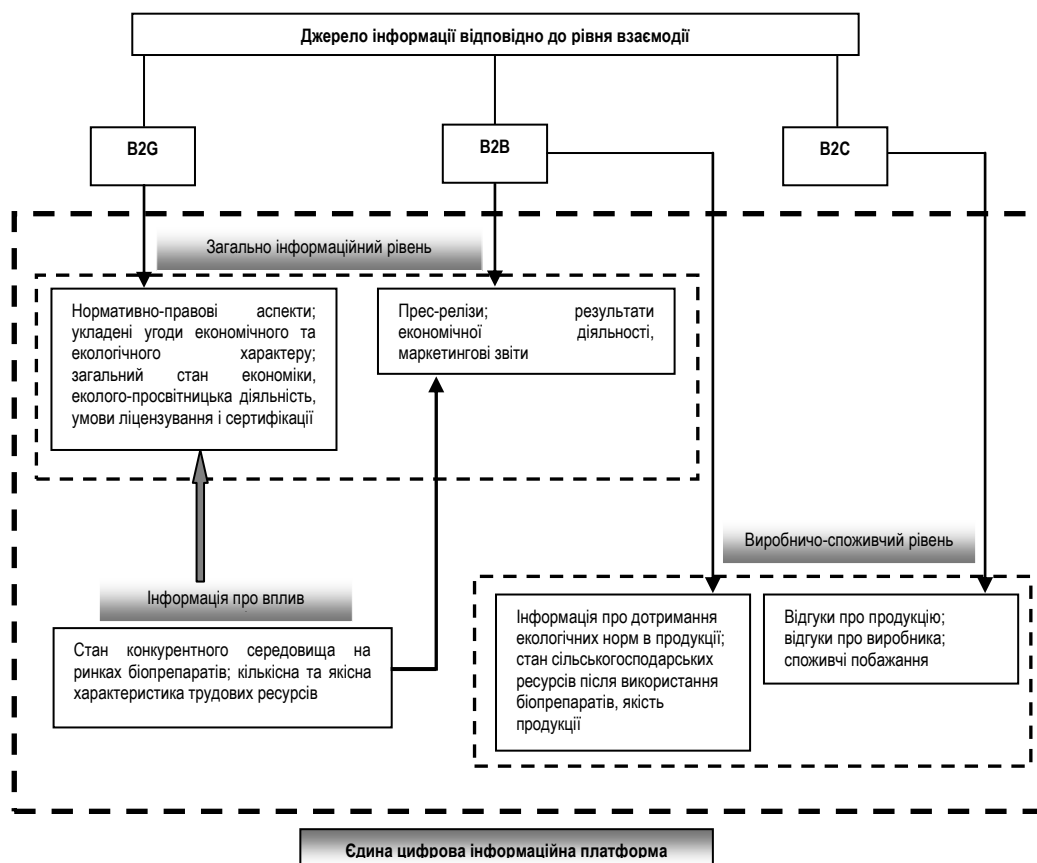 Джерело інформації відповідно до рівня взаємодії
B2G
B2B
B2C
Загально інформаційний рівень
Нормативно-правові аспекти;
укладені угоди економічного та
екологічного характеру;
загальний стан економіки,
еколого-просвітницька діяльність,
умови ліцензування і сертифікації
Прес-релізи; результати
економічної діяльності,
маркетингові звіти
Виробничо-споживчий рівень
Інформація про вплив
Стан конкурентного середовища на
ринках біопрепаратів; кількісна та якісна
характеристика трудових ресурсів
Інформація про дотримання
екологічних норм в продукції;
стан сільськогосподарських
ресурсів після використання
біопрепаратів, якість
продукції
Відгуки про продукцію;
відгуки про виробника;
споживчі побажання
Єдина цифрова інформаційна платформа